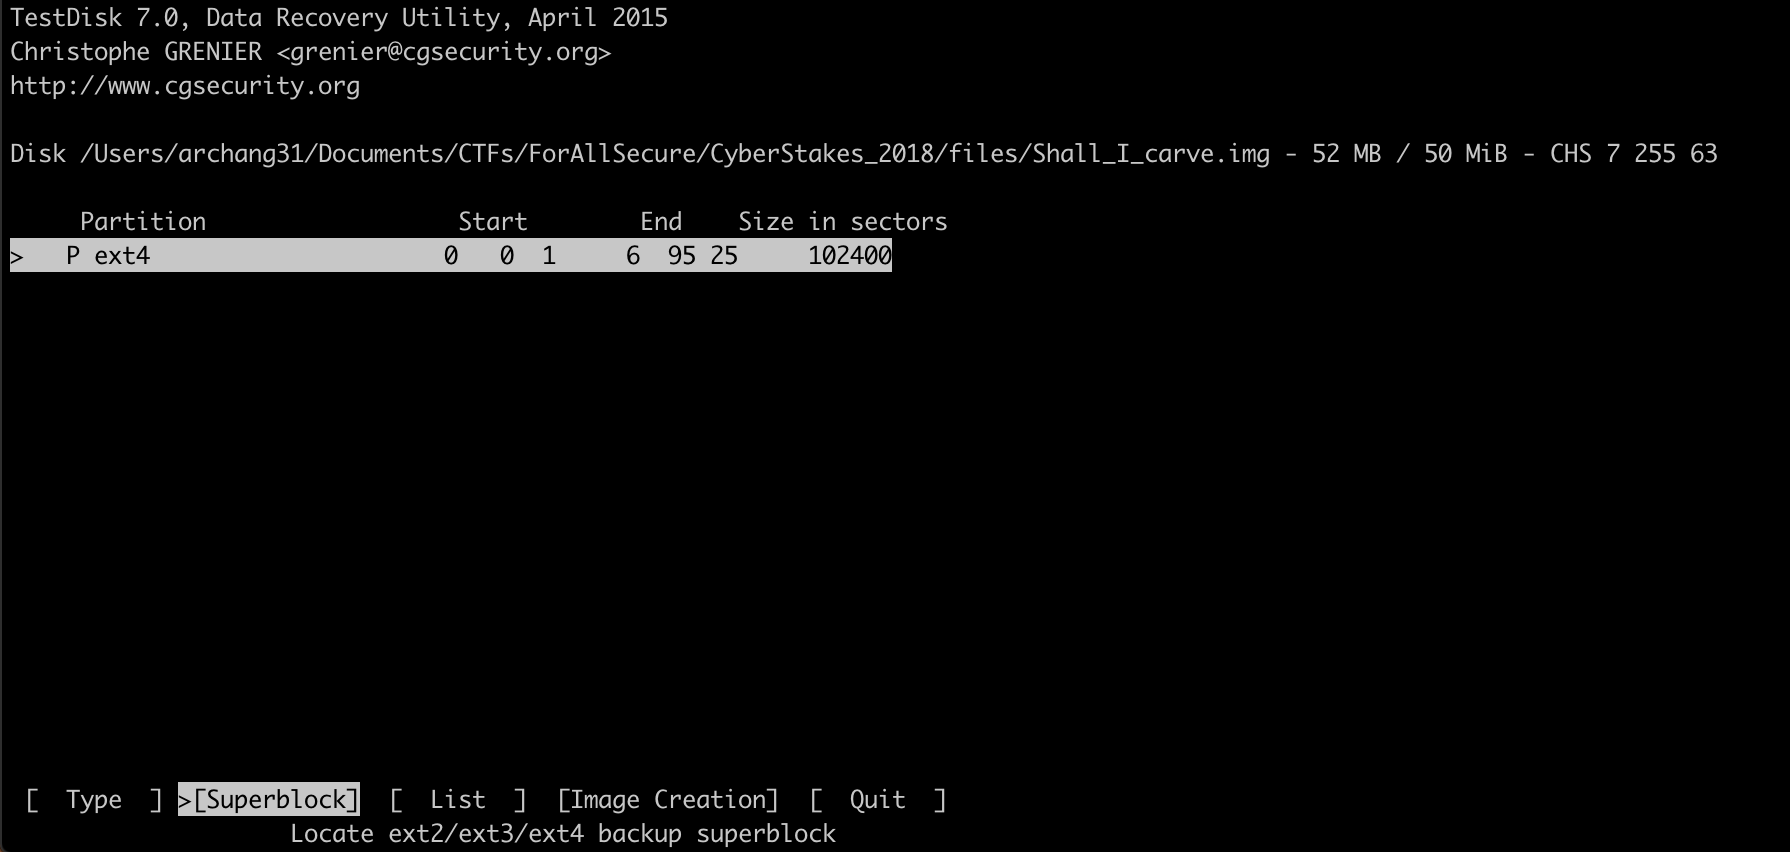 TestDisk 7.0, Data Recovery Utility, April 2015
Christophe GRENIER <grenier@cgsecurity.org>
http://www.cgsecurity.org
Disk /Users/archang31/Documents/CTFs/ForAllSecure/CyberStakes_2018/files/Shall_I_carve.img - 52 MB / 50 MiB - CHS 7 255 63
     Partition                  Start        End    Size in sectors
>   P ext4                     0   0  1     6  95 25     102400
 [  Type  ] >[Superblock]  [  List  ]  [Image Creation]  [  Quit  ]
                    Locate ext2/ext3/ext4 backup superblock